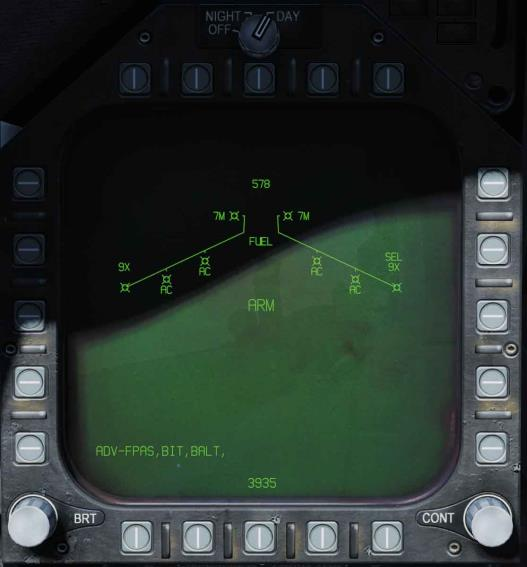 NIGHT DAY
OFF
578
7M 7M
FUEL
SEL
9X 9X
AC AC
AC AC
ARM
ADV-FPAS,BIT,BALT,
3935
BRT CONT